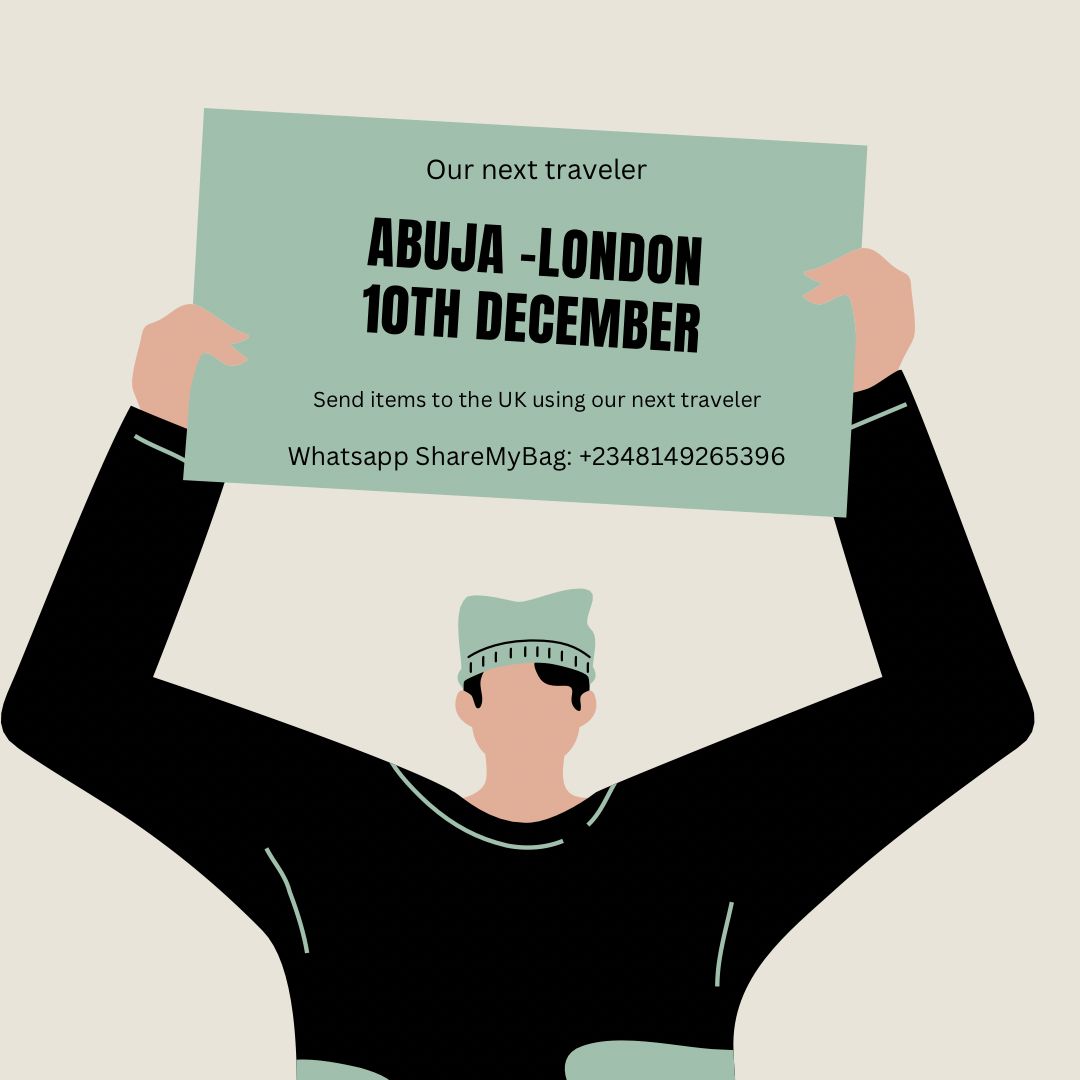 Our next traveler
ABUJA -LONDON
10TH DECEMBER
Send items to the UK using our next traveler
Whatsapp ShareMyBag: +2348149265396